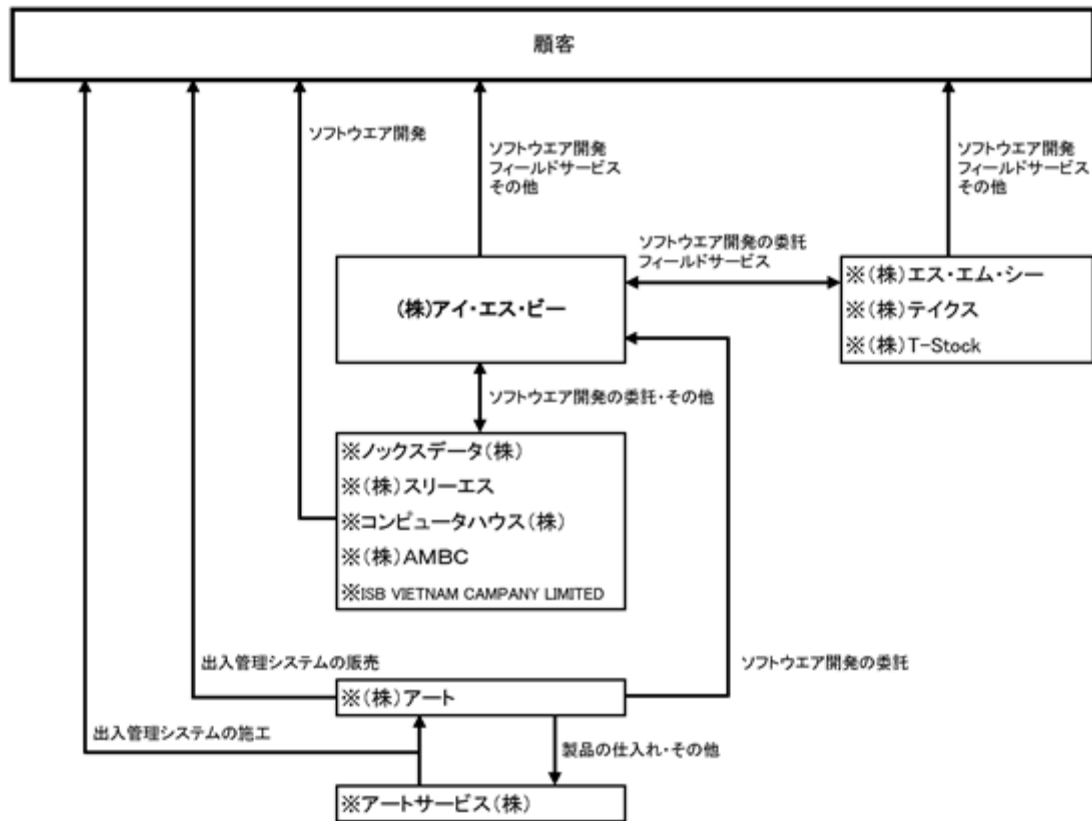 顧客
ソフトウエア開発
ソフトウエア開発
フィールドサービス
その他
ソフトウエア開発
フィールドサービス
その他
ソフトウエア開発の委託
フィールドサービス
(株)アイ・エス・ビー
※(株)エス・エム・シー
※(株)テイクス
※(株)T-Stock
ソフトウエア開発の委託・その他
※ノックスデータ(株)
※(株)スリーエス
※コンピュータハウス(株)
※(株)AMBC
※ISB VIETNAM CAMPANY LIMITED
出入管理システムの販売
ソフトウエア開発の委託
※(株)アート
出入管理システムの施工
製品の仕入れ・その他
※アートサービス(株)